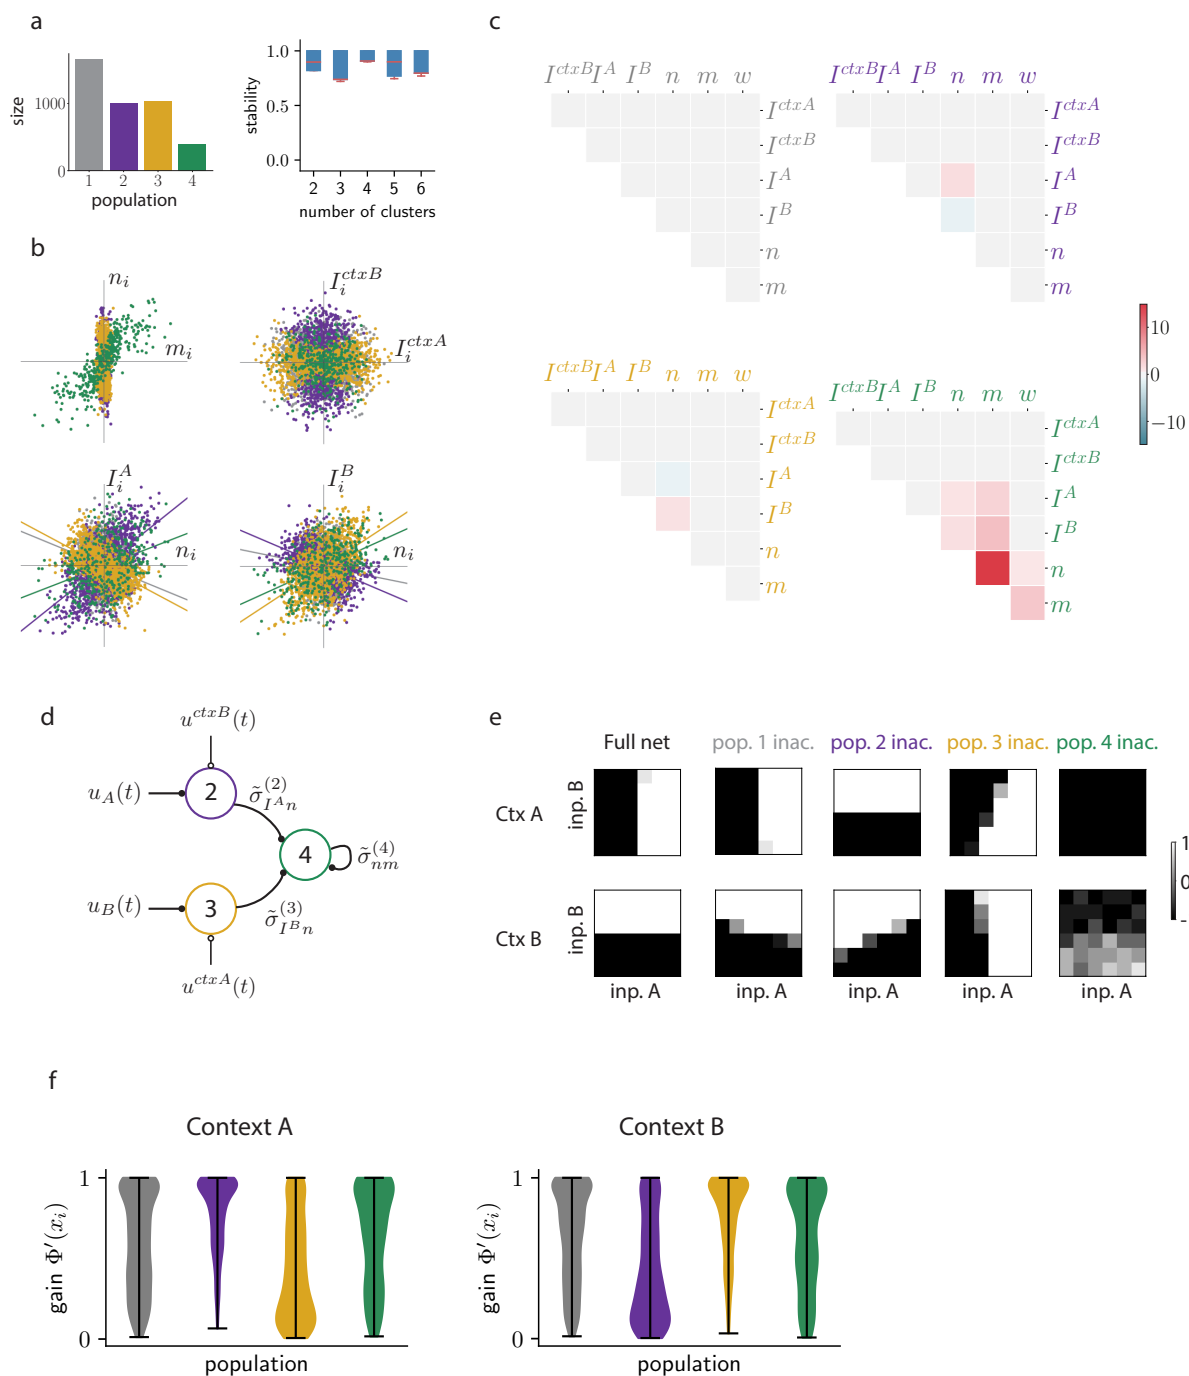 a
size
1000
0
1 2 3 4
population
stability
1.0
0.5
0.0
2 3 4 5 6
number of clusters
b
n_i
m_i
I_i^{ctxB}
I_i^{ctxA}
I_i^A
n_i
I_i^B
n_i
c
I^{ctxB} I^A I^B n m w
I^{ctxA}
I^{ctxB}
I^A
I^B
n
m
I^{ctxB} I^A I^B n m w
I^{ctxA}
I^{ctxB}
I^A
I^B
n
m
I^{ctxB} I^A I^B n m w
I^{ctxA}
I^{ctxB}
I^A
I^B
n
m
I^{ctxB} I^A I^B n m w
I^{ctxA}
I^{ctxB}
I^A
I^B
n
m
10
0
−10
d
u^{ctxB}(t)
u_A(t)
2
σ̃_{I^A n}^{(2)}
4
σ̃_{nm}^{(4)}
u_B(t)
3
σ̃_{I^B n}^{(3)}
u^{ctxA}(t)
e
Full net pop. 1 inac. pop. 2 inac. pop. 3 inac. pop. 4 inac.
Ctx A
inp. B
Ctx B
inp. B
inp. A inp. A inp. A inp. A inp. A
1
0
-
f
Context A
gain Φ′(x_i)
1
0
population
Context B
gain Φ′(x_i)
1
0
population